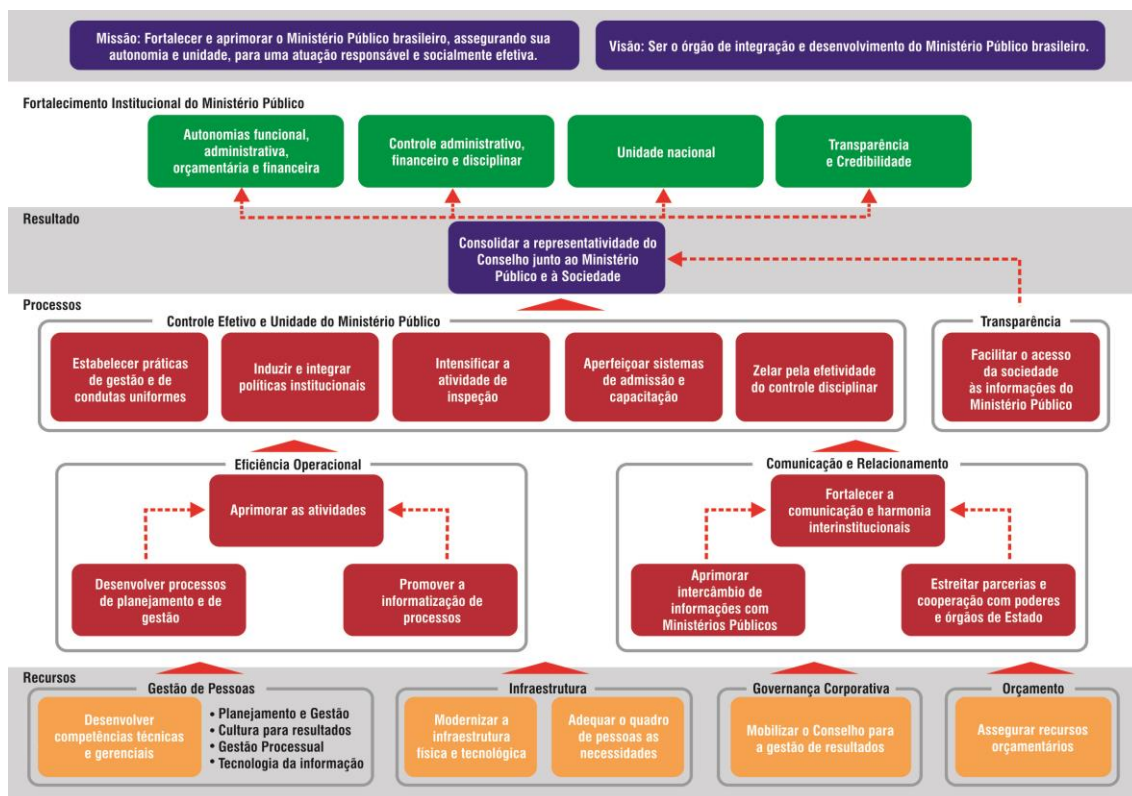 Missão: Fortalecer e aprimorar o Ministério Público brasileiro, assegurando sua
autonomia e unidade, para uma atuação responsável e socialmente efetiva.
Visão: Ser o órgão de integração e desenvolvimento do Ministério Público brasileiro.
Fortalecimento Institucional do Ministério Público
Autonomias funcional,
administrativa,
orçamentária e financeira
Controle administrativo,
financeiro e disciplinar
Unidade nacional
Transparência
e Credibilidade
Resultado
Consolidar a representatividade do
Conselho junto ao Ministério
Público e à Sociedade
Processos
Controle Efetivo e Unidade do Ministério Público
Estabelecer práticas
de gestão e de
condutas uniformes
Induzir e integrar
políticas institucionais
Intensificar a
atividade de
inspeção
Aperfeiçoar sistemas
de admissão e
capacitação
Zelar pela efetividade
do controle disciplinar
Transparência
Facilitar o acesso
da sociedade
às informações do
Ministério Público
Eficiência Operacional
Aprimorar as atividades
Desenvolver processos
de planejamento e de
gestão
Promover a
informatização de
processos
Comunicação e Relacionamento
Fortalecer a
comunicação e harmonia
interinstitucionais
Aprimorar
intercâmbio de
informações com
Ministérios Públicos
Estreitar parcerias e
cooperação com poderes
e órgãos de Estado
Recursos
Gestão de Pessoas
Desenvolver
competências técnicas
e gerenciais
• Planejamento e Gestão
• Cultura para resultados
• Gestão Processual
• Tecnologia da informação
Infraestrutura
Modernizar a
infraestrutura
física e tecnológica
Adequar o quadro
de pessoas as
necessidades
Governança Corporativa
Mobilizar o Conselho para
a gestão de resultados
Orçamento
Assegurar recursos
orçamentários